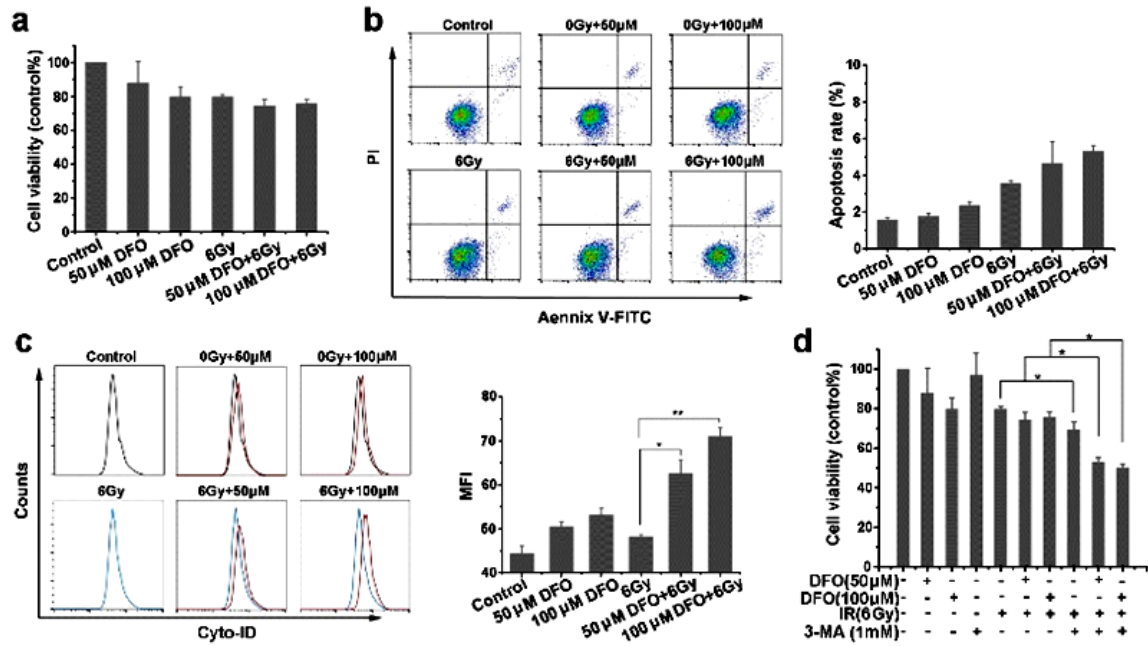 a
Cell viability (control%)
100
80
60
40
20
0
Control
50 μM DFO
100 μM DFO
6Gy
50 μM DFO+6Gy
100 μM DFO+6Gy
b
Control
0Gy+50μM
0Gy+100μM
6Gy
6Gy+50μM
6Gy+100μM
PI
Aennix V-FITC
Apoptosis rate (%)
10
8
6
4
2
0
Control
50 μM DFO
100 μM DFO
6Gy
50 μM DFO+6Gy
100 μM DFO+6Gy
c
Control
0Gy+50μM
0Gy+100μM
6Gy
6Gy+50μM
6Gy+100μM
Counts
Cyto-ID
MFI
80
70
60
50
40
*
**
Control
50 μM DFO
100 μM DFO
6Gy
50 μM DFO+6Gy
100 μM DFO+6Gy
d
Cell viability (control%)
100
80
60
40
20
0
*
*
*
DFO(50μM) - + - - - + - - + -
DFO(100μM) - - + - - - + - - +
IR(6Gy) - - - - + + + + + +
3-MA (1mM) - - - + - - - + + +